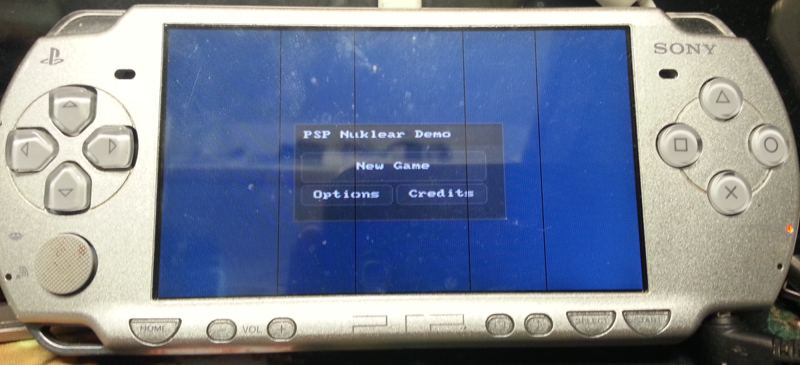 SONY
PSP Nuklear Demo
New Game
Options Credits
HOME VOL SELECT START